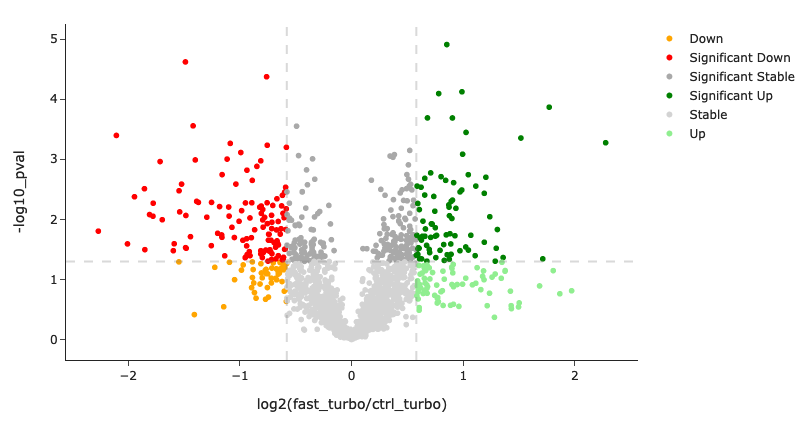 5
4
3
2
1
0
-log10_pval
−2
−1
0
1
2
log2(fast_turbo/ctrl_turbo)
Down
Significant Down
Significant Stable
Significant Up
Stable
Up